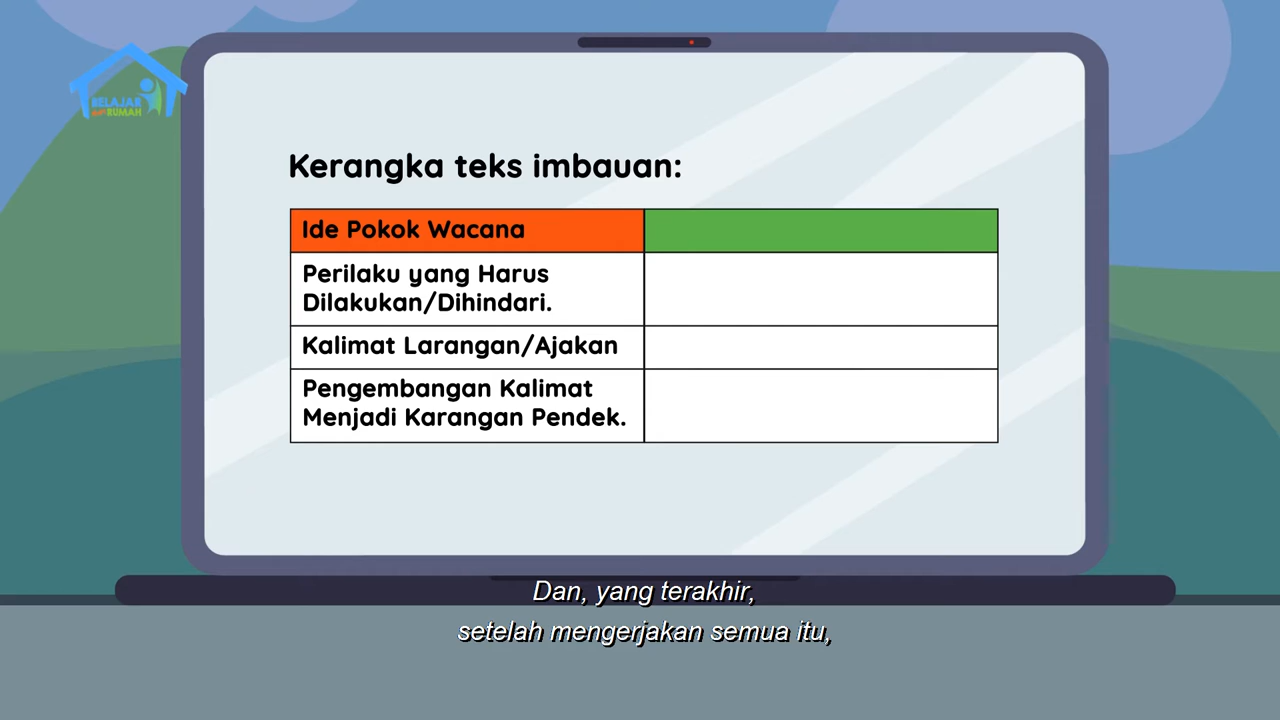 BELAJAR
dari RUMAH
Kerangka teks imbauan:
Ide Pokok Wacana
Perilaku yang Harus
Dilakukan/Dihindari.
Kalimat Larangan/Ajakan
Pengembangan Kalimat
Menjadi Karangan Pendek.
Dan, yang terakhir,
setelah mengerjakan semua itu,